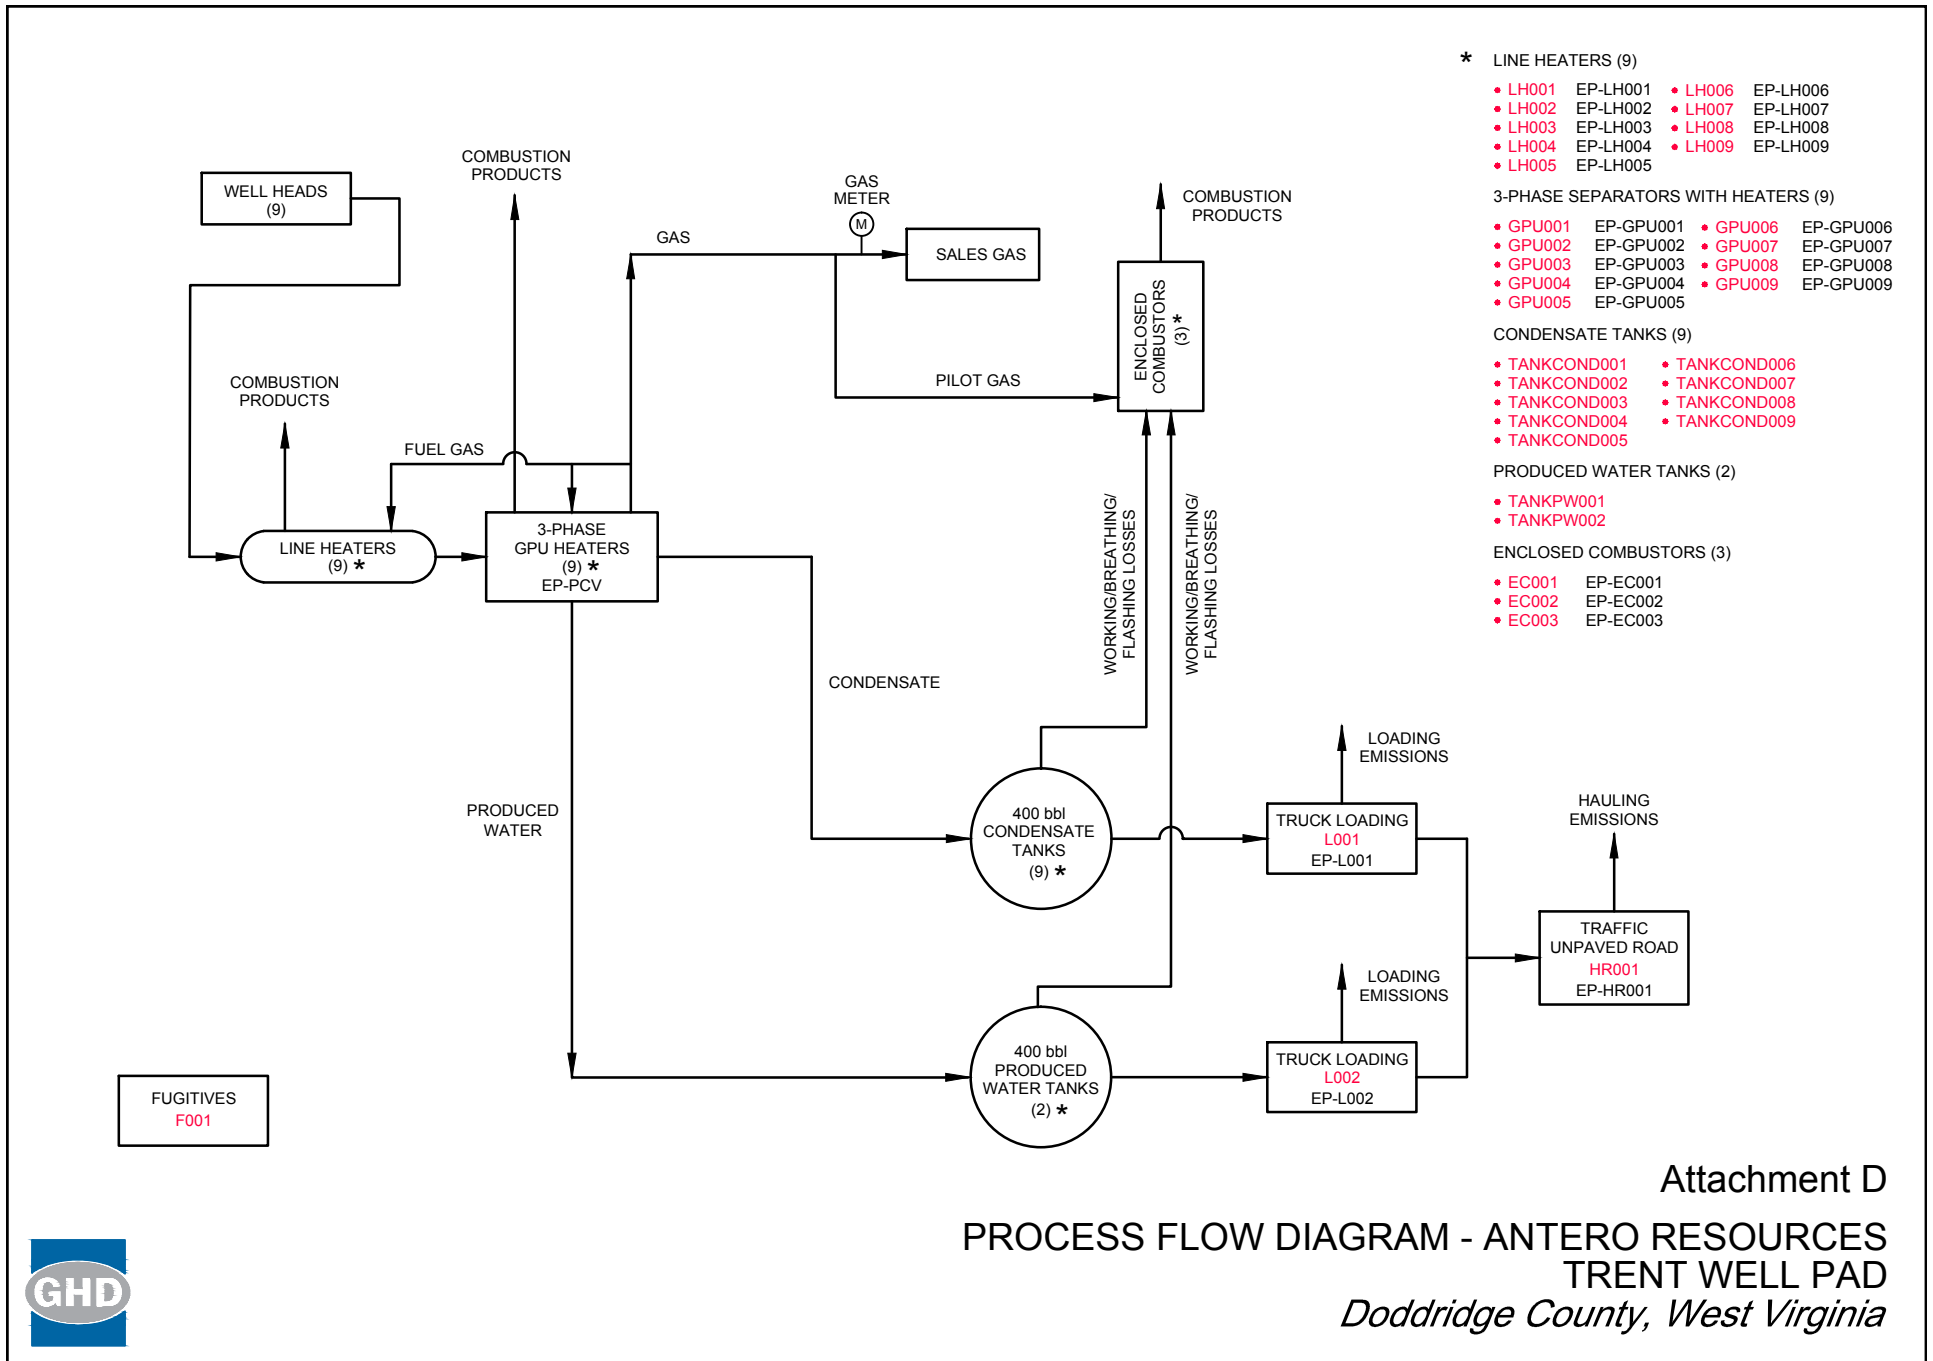 WELL HEADS
(9)
COMBUSTION
PRODUCTS
GAS
METER
M
GAS
SALES GAS
COMBUSTION
PRODUCTS
ENCLOSED
COMBUSTORS
(3) *
PILOT GAS
COMBUSTION
PRODUCTS
FUEL GAS
LINE HEATERS
(9) *
3-PHASE
GPU HEATERS
(9) *
EP-PCV
WORKING/BREATHING/
FLASHING LOSSES
WORKING/BREATHING/
FLASHING LOSSES
CONDENSATE
PRODUCED
WATER
400 bbl
CONDENSATE
TANKS
(9) *
LOADING
EMISSIONS
TRUCK LOADING
L001
EP-L001
HAULING
EMISSIONS
TRAFFIC
UNPAVED ROAD
HR001
EP-HR001
400 bbl
PRODUCED
WATER TANKS
(2) *
LOADING
EMISSIONS
TRUCK LOADING
L002
EP-L002
FUGITIVES
F001
* LINE HEATERS (9)
• LH001 EP-LH001 • LH006 EP-LH006
• LH002 EP-LH002 • LH007 EP-LH007
• LH003 EP-LH003 • LH008 EP-LH008
• LH004 EP-LH004 • LH009 EP-LH009
• LH005 EP-LH005
3-PHASE SEPARATORS WITH HEATERS (9)
• GPU001 EP-GPU001 • GPU006 EP-GPU006
• GPU002 EP-GPU002 • GPU007 EP-GPU007
• GPU003 EP-GPU003 • GPU008 EP-GPU008
• GPU004 EP-GPU004 • GPU009 EP-GPU009
• GPU005 EP-GPU005
CONDENSATE TANKS (9)
• TANKCOND001 • TANKCOND006
• TANKCOND002 • TANKCOND007
• TANKCOND003 • TANKCOND008
• TANKCOND004 • TANKCOND009
• TANKCOND005
PRODUCED WATER TANKS (2)
• TANKPW001
• TANKPW002
ENCLOSED COMBUSTORS (3)
• EC001 EP-EC001
• EC002 EP-EC002
• EC003 EP-EC003
Attachment D
PROCESS FLOW DIAGRAM - ANTERO RESOURCES
TRENT WELL PAD
Doddridge County, West Virginia
GHD